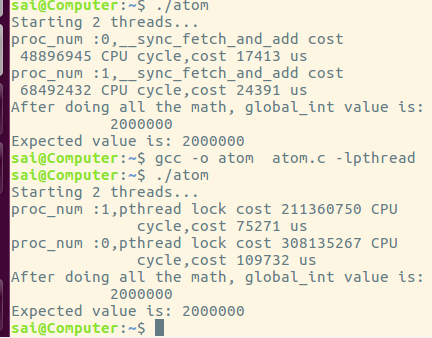 sai@Computer:~$ ./atom
Starting 2 threads...
proc_num :0,__sync_fetch_and_add cost
48896945 CPU cycle,cost 17413 us
proc_num :1,__sync_fetch_and_add cost
68492432 CPU cycle,cost 24391 us
After doing all the math, global_int value is:
2000000
Expected value is: 2000000
sai@Computer:~$ gcc -o atom  atom.c -lpthread
sai@Computer:~$ ./atom
Starting 2 threads...
proc_num :1,pthread lock cost 211360750 CPU
cycle,cost 75271 us
proc_num :0,pthread lock cost 308135267 CPU
cycle,cost 109732 us
After doing all the math, global_int value is:
2000000
Expected value is: 2000000
sai@Computer:~$